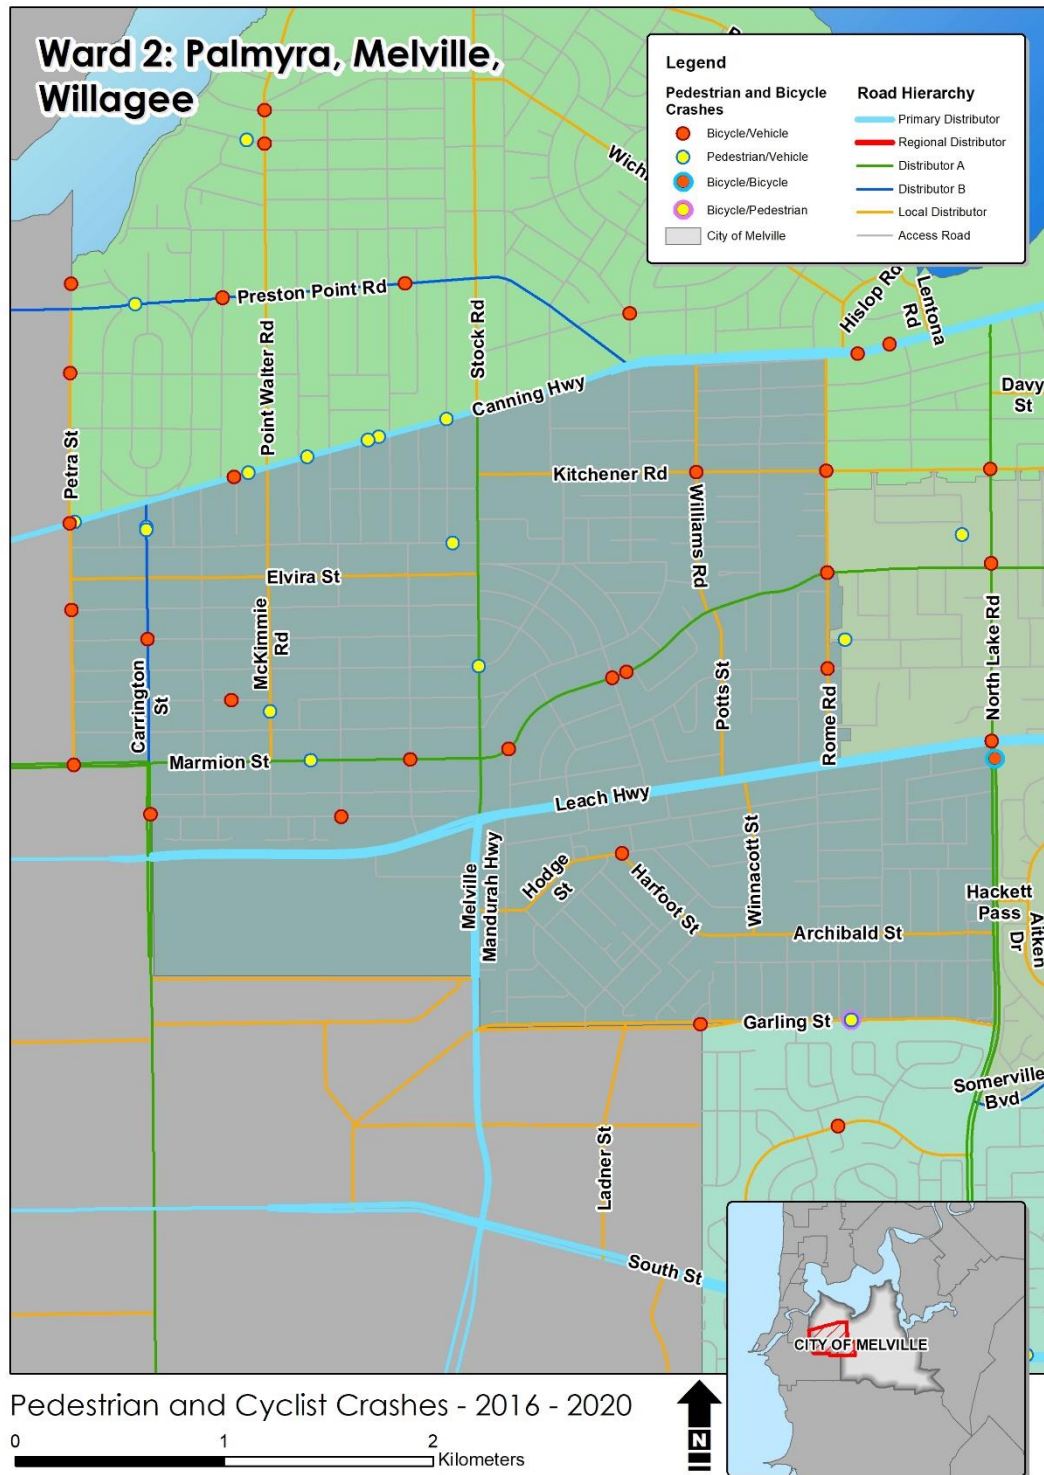 Ward 2: Palmyra, Melville,
Willagee
Legend
Pedestrian and Bicycle
Crashes
Bicycle/Vehicle
Pedestrian/Vehicle
Bicycle/Bicycle
Bicycle/Pedestrian
City of Melville
Road Hierarchy
Primary Distributor
Regional Distributor
Distributor A
Distributor B
Local Distributor
Access Road
Preston Point Rd
Point Walter Rd
Stock Rd
Canning Hwy
Hislop Rd
Lentona
Rd
Davy
St
Petra St
Kitchener Rd
Williams Rd
Elvira St
McKimmie
Rd
Carrington
St
Marmion St
Potts St
Rome Rd
North Lake Rd
Leach Hwy
Melville
Mandurah Hwy
Hodge
St
Harfoot St
Winnacott St
Archibald St
Hackett
Pass
Aitken
Dr
Garling St
Somerville
Bvd
Ladner St
South St
CITY OF MELVILLE
Pedestrian and Cyclist Crashes - 2016 - 2020
0 1 2
Kilometers
N